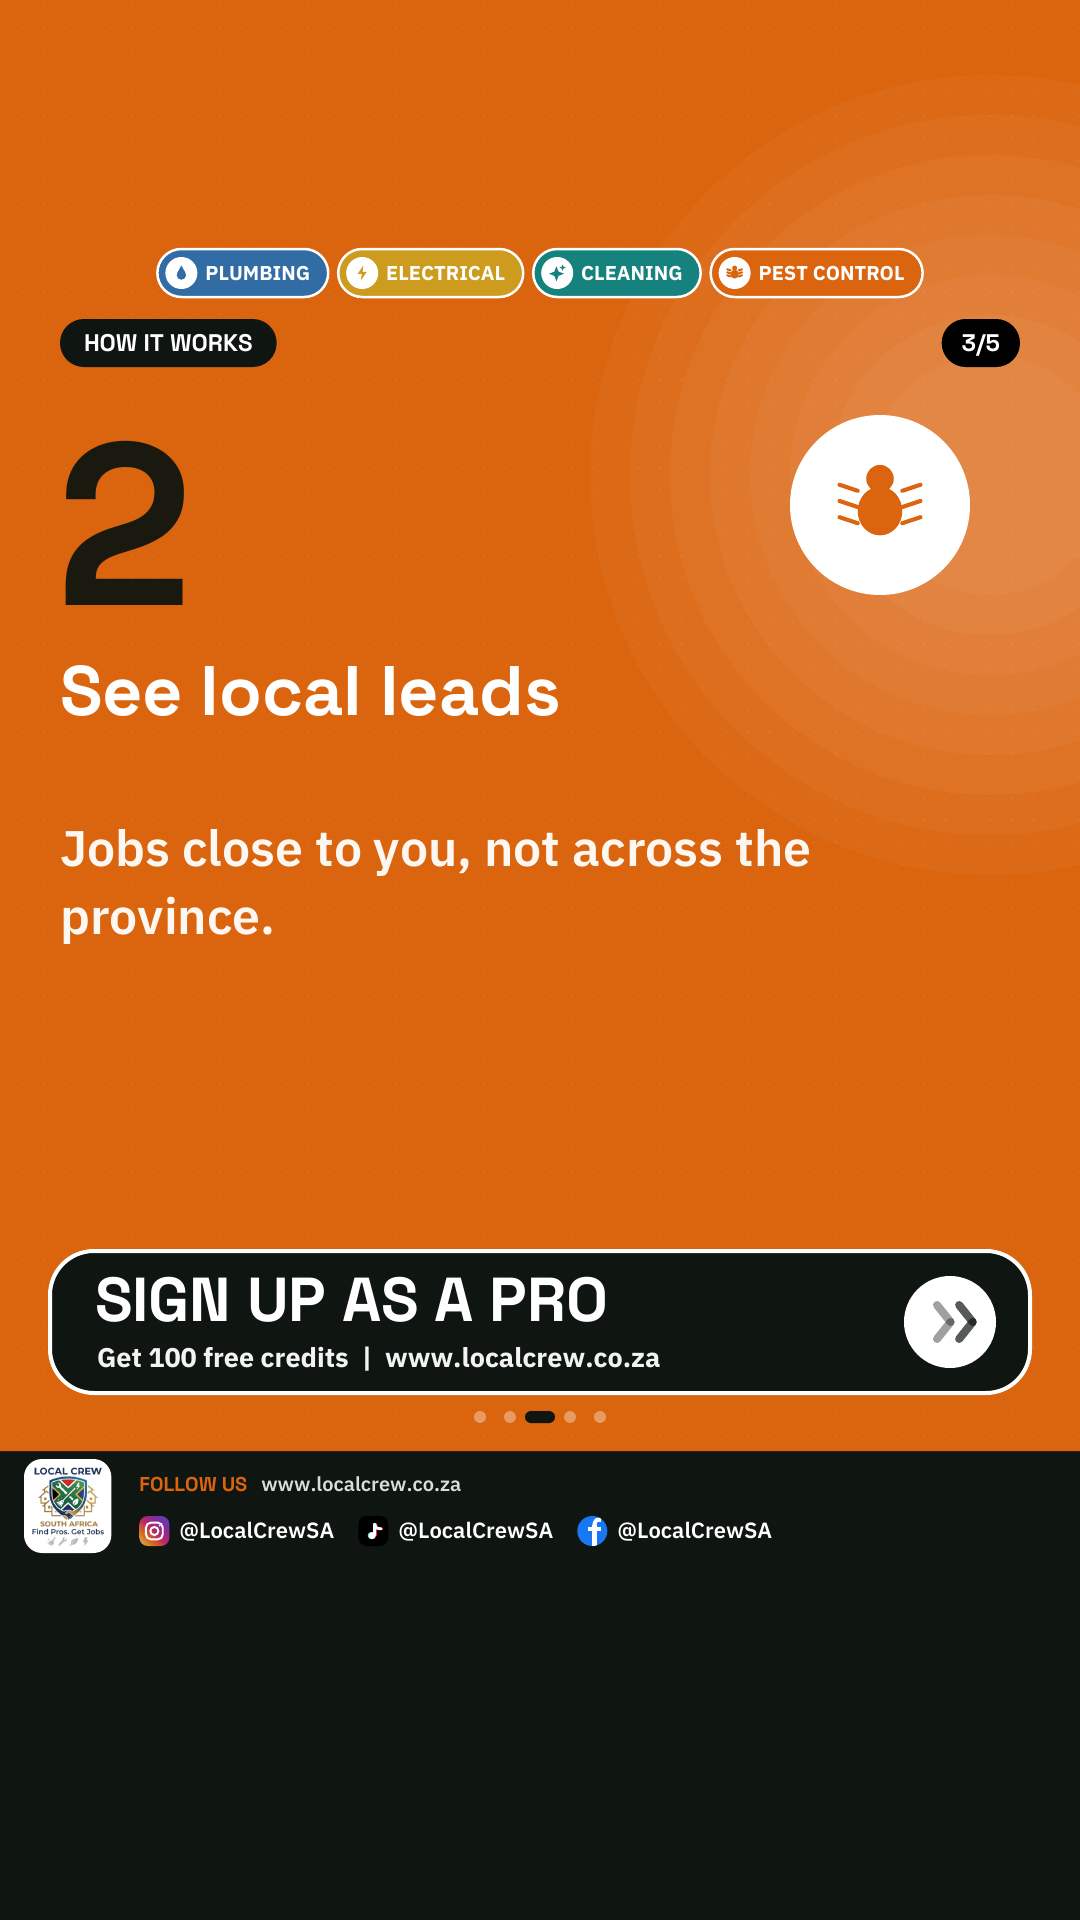 PLUMBING ELECTRICAL CLEANING PEST CONTROL
HOW IT WORKS 3/5
2
See local leads
Jobs close to you, not across the
province.
SIGN UP AS A PRO
Get 100 free credits | www.localcrew.co.za
LOCAL CREW
SOUTH AFRICA
Find Pros. Get Jobs
FOLLOW US www.localcrew.co.za
@LocalCrewSA @LocalCrewSA @LocalCrewSA